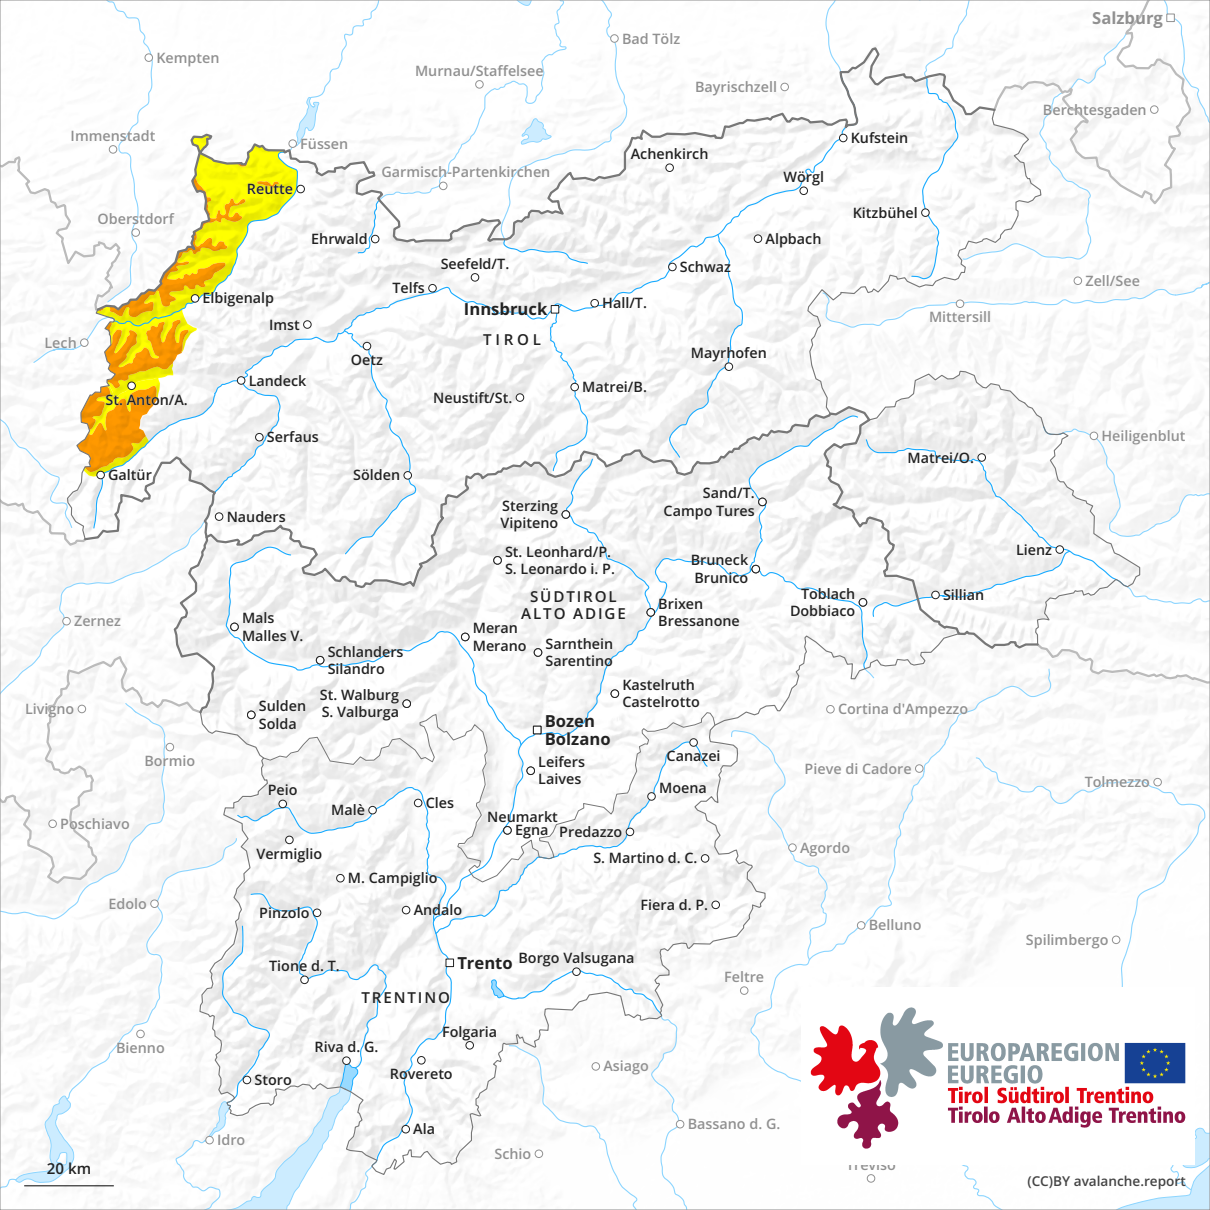 Salzburg
Bad Tölz
Kempten
Murnau/Staffelsee
Bayrischzell
Berchtesgaden
Immenstadt
Füssen
Kufstein
Achenkirch
Garmisch-Partenkirchen
Wörgl
Reutte
Oberstdorf
Kitzbühel
Ehrwald
Alpbach
Seefeld/T.
Schwaz
Zell/See
Telfs
Elbigenalp
Hall/T.
Innsbruck
Mittersill
Imst
TIROL
Lech
Oetz
Mayrhofen
Landeck
Matrei/B.
St. Anton/A.
Neustift/St.
Serfaus
Heiligenblut
Matrei/O.
Galtür
Sölden
Sand/T.
Campo Tures
Sterzing
Vipiteno
Nauders
St. Leonhard/P.
S. Leonardo i. P.
Lienz
Bruneck
Brunico
SÜDTIROL
ALTO ADIGE
Toblach
Dobbiaco
Sillian
Brixen
Bressanone
Zernez
Mals
Malles V.
Meran
Merano
Sarnthein
Sarentino
Schlanders
Silandro
St. Walburg
S. Valburga
Kastelruth
Castelrotto
Livigno
Sulden
Solda
Cortina d'Ampezzo
Bozen
Bolzano
Bormio
Canazei
Leifers
Laives
Pieve di Cadore
Tolmezzo
Peio
Moena
Malè
Cles
Neumarkt
Egna
Predazzo
Poschiavo
Vermiglio
Agordo
S. Martino d. C.
M. Campiglio
Edolo
Pinzolo
Andalo
Fiera d. P.
Belluno
Spilimbergo
Trento
Borgo Valsugana
Tione d. T.
Feltre
TRENTINO
Folgaria
Bienno
Riva d. G.
Rovereto
Asiago
Storo
EUROPAREGION
EUREGIO
Tirol Südtirol Trentino
Tirolo Alto Adige Trentino
Bassano d. G.
Ala
Idro
Schio
Treviso
20 km
(CC)BY avalanche.report